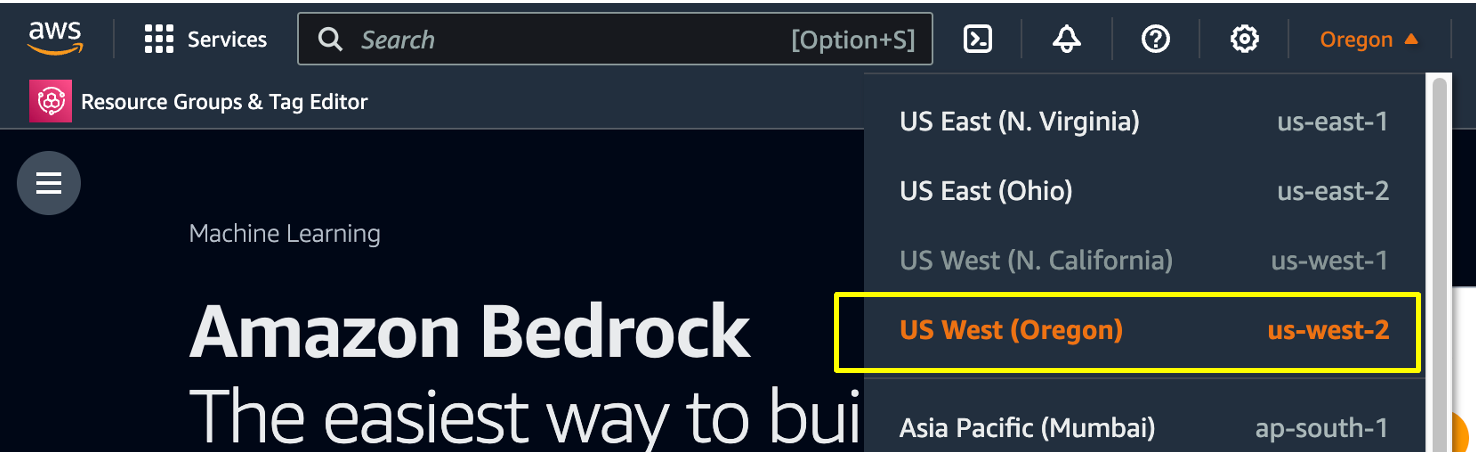 aws Services Search [Option+S] Oregon
Resource Groups & Tag Editor
US East (N. Virginia) us-east-1
US East (Ohio) us-east-2
US West (N. California) us-west-1
US West (Oregon) us-west-2
Asia Pacific (Mumbai) ap-south-1
Machine Learning
Amazon Bedrock
The easiest way to bui